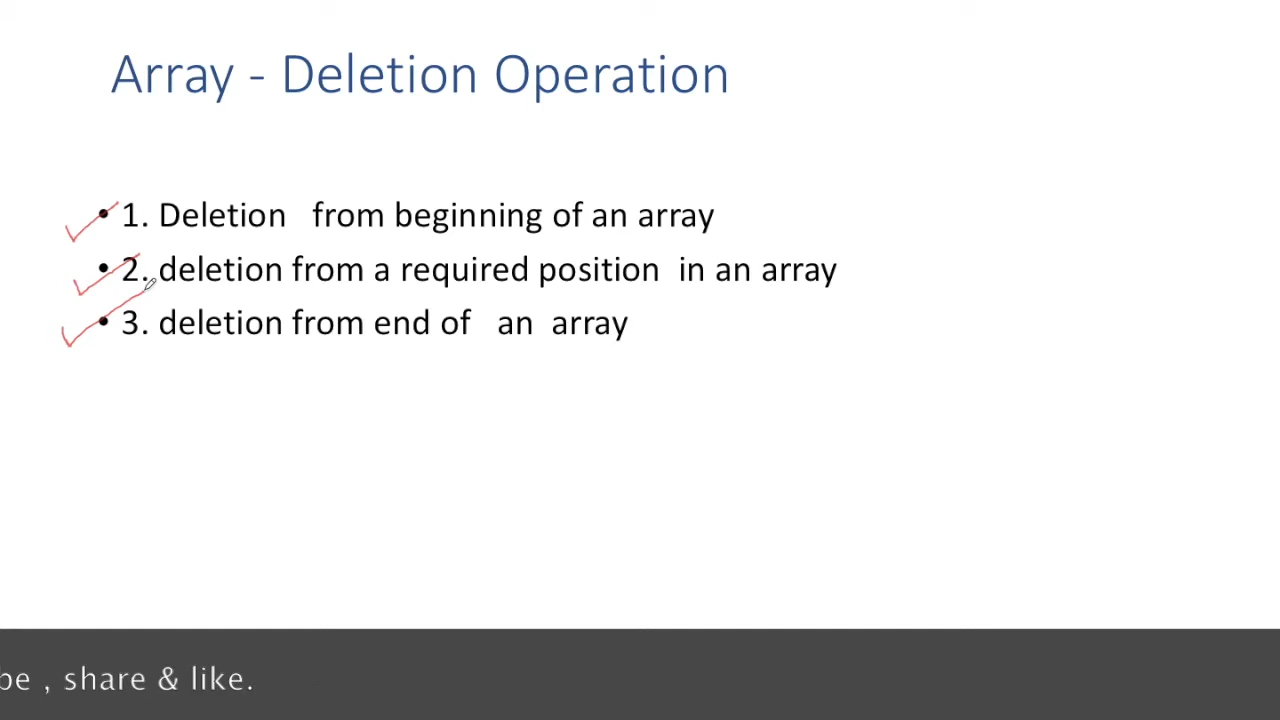 Array - Deletion Operation
• 1. Deletion from beginning of an array
• 2. deletion from a required position in an array
• 3. deletion from end of an array
be , share & like.